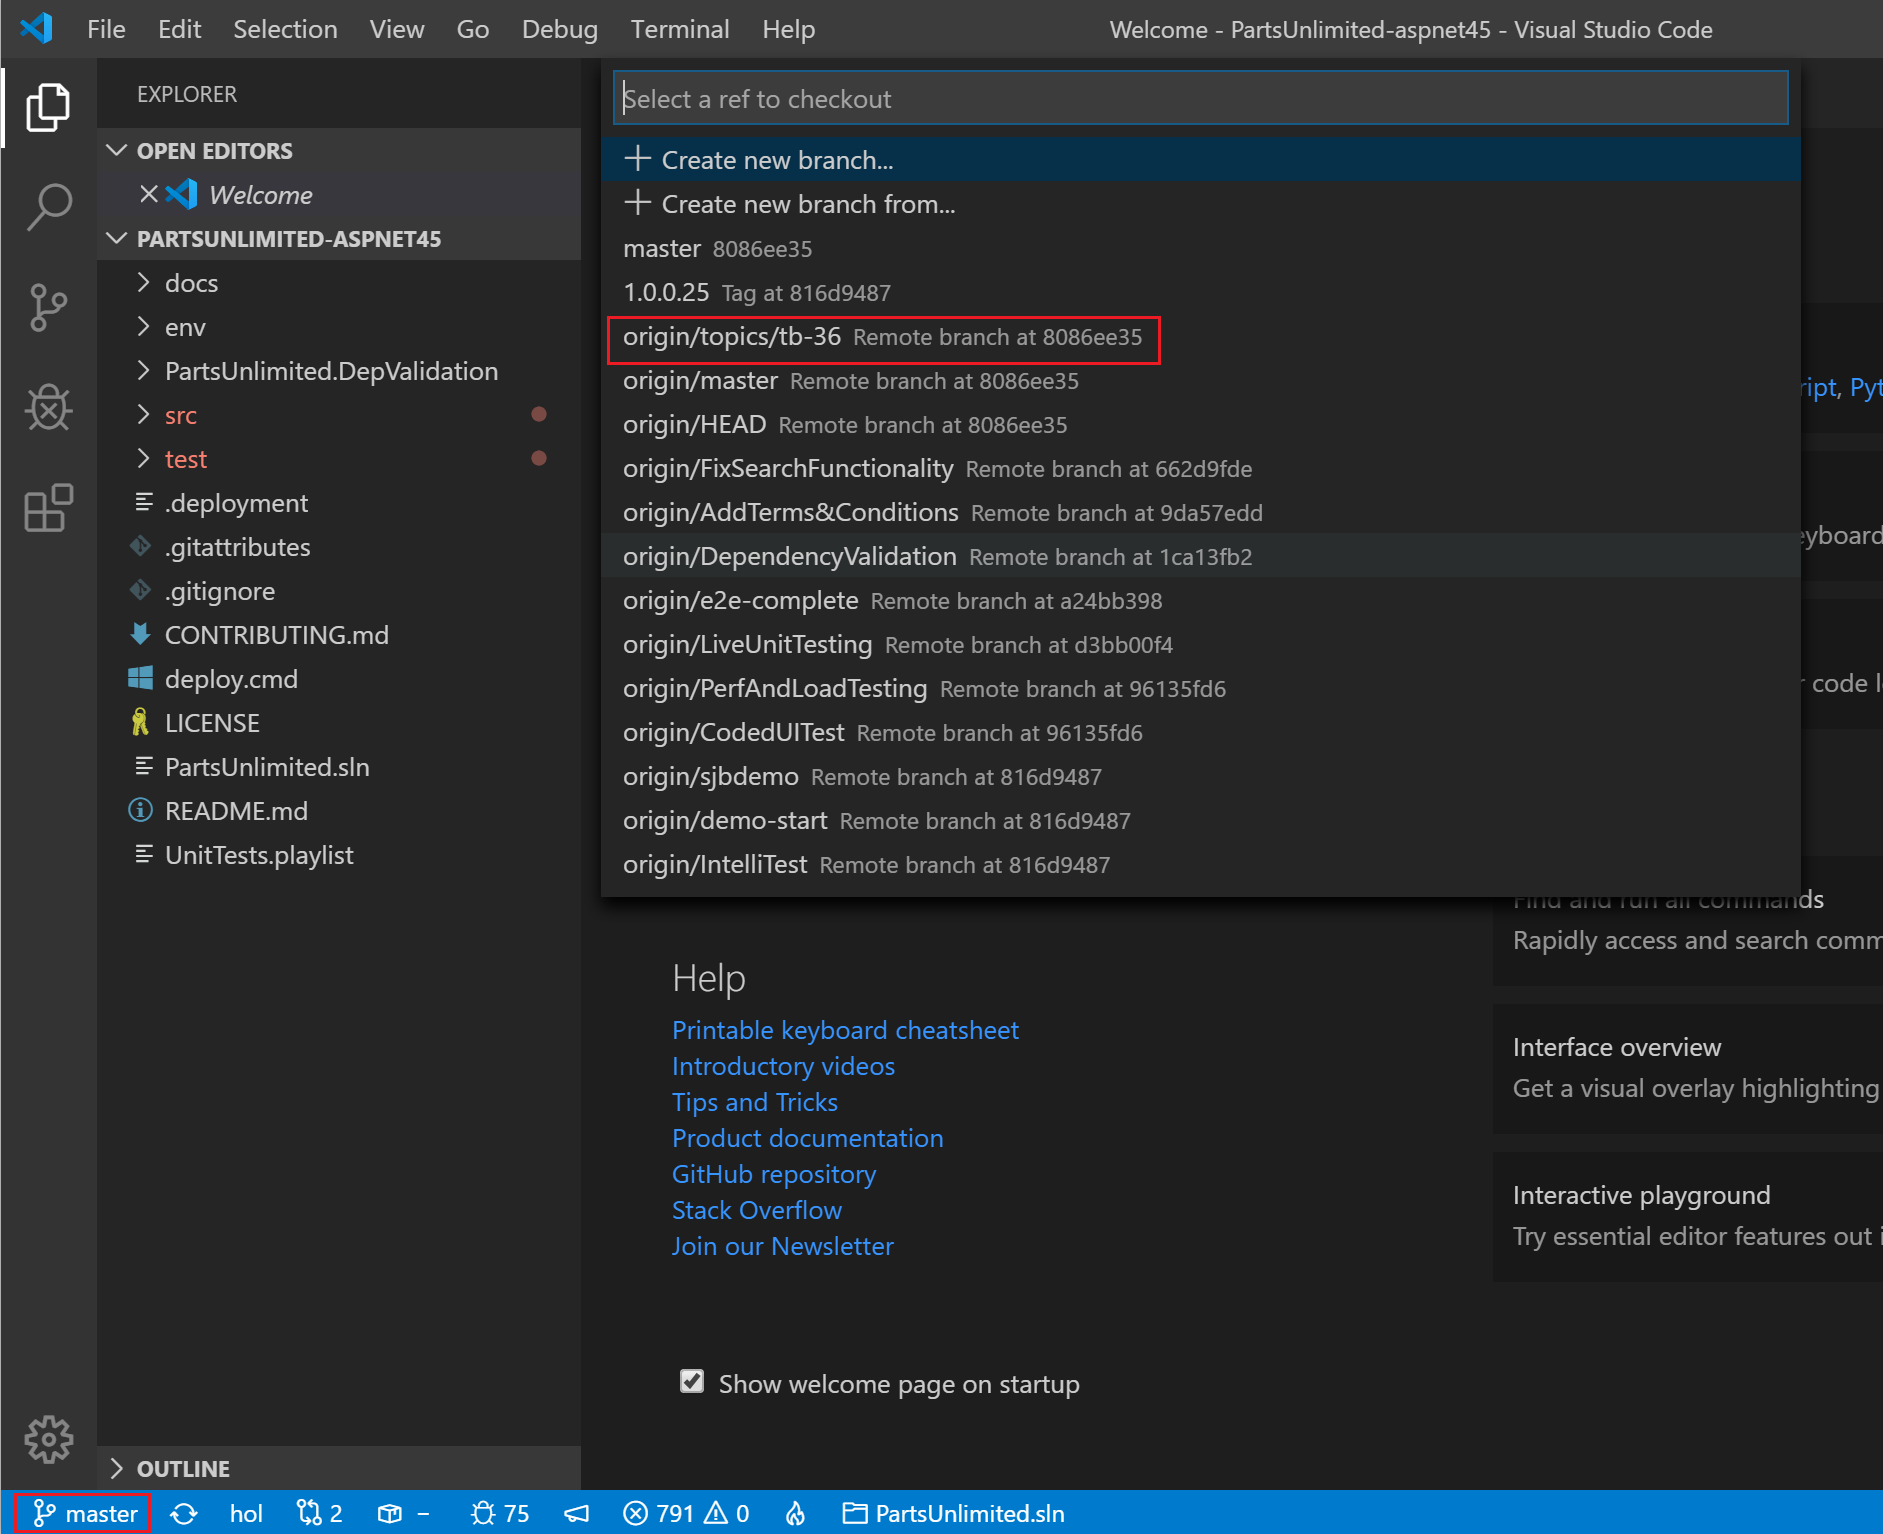 File Edit Selection View Go Debug Terminal Help Welcome - PartsUnlimited-aspnet45 - Visual Studio Code
EXPLORER
OPEN EDITORS
Welcome
PARTSUNLIMITED-ASPNET45
docs
env
PartsUnlimited.DepValidation
src
test
.deployment
.gitattributes
.gitignore
CONTRIBUTING.md
deploy.cmd
LICENSE
PartsUnlimited.sln
README.md
UnitTests.playlist
OUTLINE
Select a ref to checkout
Create new branch...
Create new branch from...
master 8086ee35
1.0.0.25 Tag at 816d9487
origin/topics/tb-36 Remote branch at 8086ee35
origin/master Remote branch at 8086ee35
origin/HEAD Remote branch at 8086ee35
origin/FixSearchFunctionality Remote branch at 662d9fde
origin/AddTerms&Conditions Remote branch at 9da57edd
origin/DependencyValidation Remote branch at 1ca13fb2
origin/e2e-complete Remote branch at a24bb398
origin/LiveUnitTesting Remote branch at d3bb00f4
origin/PerfAndLoadTesting Remote branch at 96135fd6
origin/CodedUITest Remote branch at 96135fd6
origin/sjbdemo Remote branch at 816d9487
origin/demo-start Remote branch at 816d9487
origin/IntelliTest Remote branch at 816d9487
ript, Pyt
eyboard
r code l
Find and run all commands
Rapidly access and search comm
Interface overview
Get a visual overlay highlighting
Interactive playground
Try essential editor features out i
Help
Printable keyboard cheatsheet
Introductory videos
Tips and Tricks
Product documentation
GitHub repository
Stack Overflow
Join our Newsletter
Show welcome page on startup
master hol 2 – 75 791 0 PartsUnlimited.sln